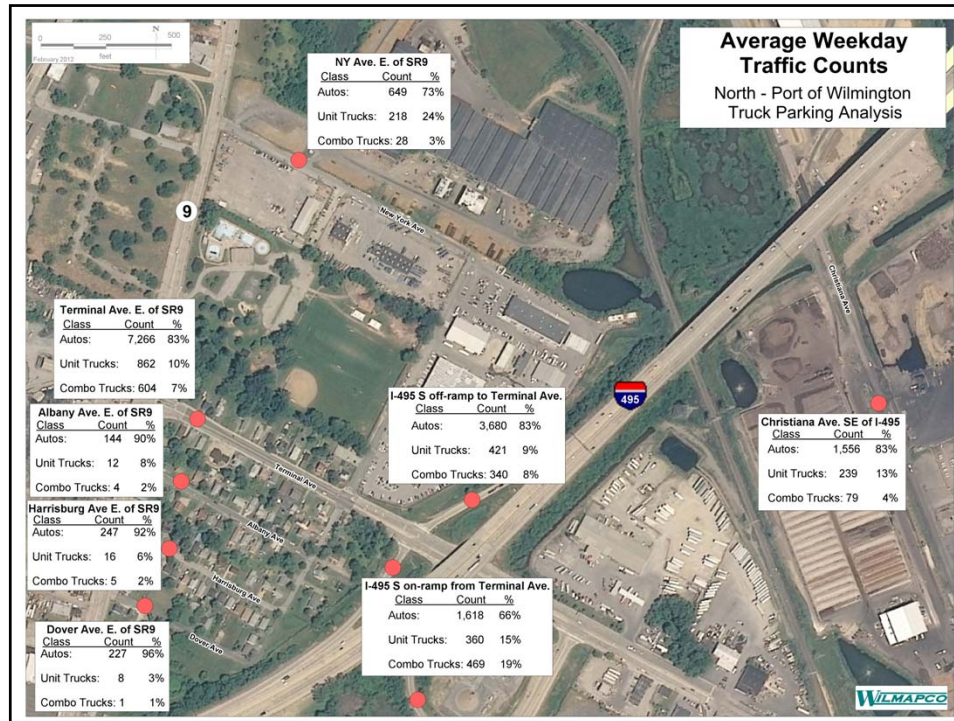 0 250 500
N
feet
February 2012
Average Weekday
Traffic Counts
North - Port of Wilmington
Truck Parking Analysis
NY Ave. E. of SR9
Class Count %
Autos: 649 73%
Unit Trucks: 218 24%
Combo Trucks: 28 3%
New York Ave
9
Christiana Ave
Terminal Ave. E. of SR9
Class Count %
Autos: 7,266 83%
Unit Trucks: 862 10%
Combo Trucks: 604 7%
495
I-495 S off-ramp to Terminal Ave.
Class Count %
Autos: 3,680 83%
Unit Trucks: 421 9%
Combo Trucks: 340 8%
Christiana Ave. SE of I-495
Class Count %
Autos: 1,556 83%
Unit Trucks: 239 13%
Combo Trucks: 79 4%
Albany Ave. E. of SR9
Class Count %
Autos: 144 90%
Unit Trucks: 12 8%
Combo Trucks: 4 2%
Terminal Ave
Albany Ave
Harrisburg Ave E. of SR9
Class Count %
Autos: 247 92%
Unit Trucks: 16 6%
Combo Trucks: 5 2%
Harrisburg Ave
Dover Ave
I-495 S on-ramp from Terminal Ave.
Class Count %
Autos: 1,618 66%
Unit Trucks: 360 15%
Combo Trucks: 469 19%
Dover Ave. E. of SR9
Class Count %
Autos: 227 96%
Unit Trucks: 8 3%
Combo Trucks: 1 1%
WILMAPCO